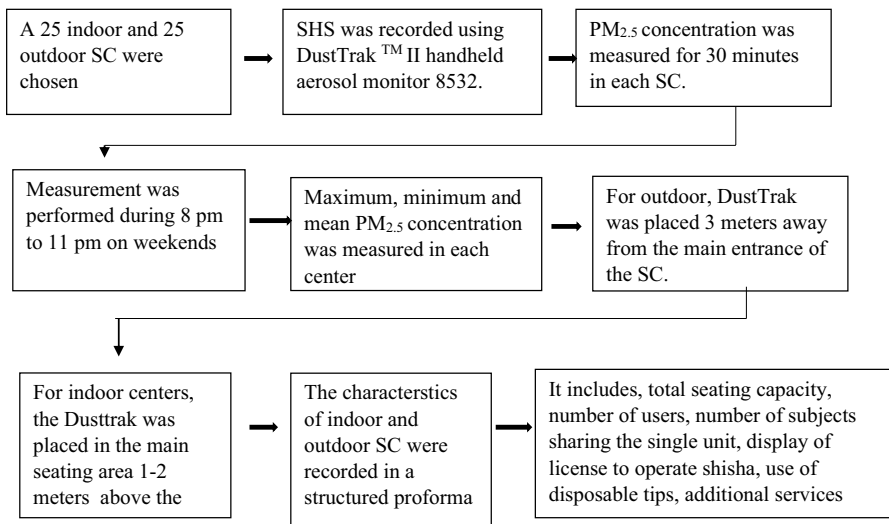 A 25 indoor and 25
outdoor SC were
chosen
SHS was recorded using
DustTrak ™ II handheld
aerosol monitor 8532.
PM2.5 concentration was
measured for 30 minutes
in each SC.
Measurement was
performed during 8 pm
to 11 pm on weekends
Maximum, minimum and
mean PM2.5 concentration
was measured in each
center
For outdoor, DustTrak
was placed 3 meters away
from the main entrance of
the SC.
For indoor centers,
the Dusttrak was
placed in the main
seating area 1-2
meters above the
The characterstics
of indoor and
outdoor SC were
recorded in a
structured proforma
It includes, total seating capacity,
number of users, number of subjects
sharing the single unit, display of
license to operate shisha, use of
disposable tips, additional services